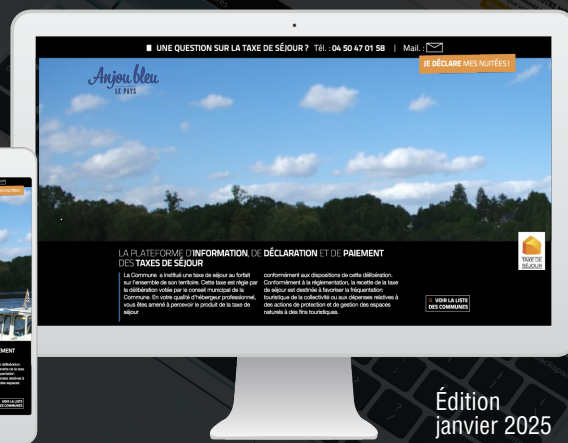 UNE QUESTION SUR LA TAXE DE SÉJOUR ? Tél. : 04 50 47 01 58 | Mail. :
JE DÉCLARE MES NUITÉES !
Anjou bleu
LE PAYS
LA PLATEFORME D'INFORMATION, DE DÉCLARATION ET DE PAIEMENT
DES TAXES DE SÉJOUR
La Commune a institué une taxe de séjour au forfait
sur l'ensemble de son territoire. Cette taxe est régie par
la délibération votée par le conseil municipal de la
Commune. En votre qualité d'hébergeur professionnel,
vous êtes amené à percevoir le produit de la taxe de
séjour
conformément aux dispositions de cette délibération.
Conformément à la réglementation, la recette de la taxe
de séjour est destinée à favoriser la fréquentation
touristique de la collectivité ou aux dépenses relatives à
des actions de protection et de gestion des espaces
naturels à des fins touristiques.
TAXE DE
SÉJOUR
VOIR LA LISTE
DES COMMUNES
VOIR LA LISTE
DES COMMUNES
Édition
janvier 2025